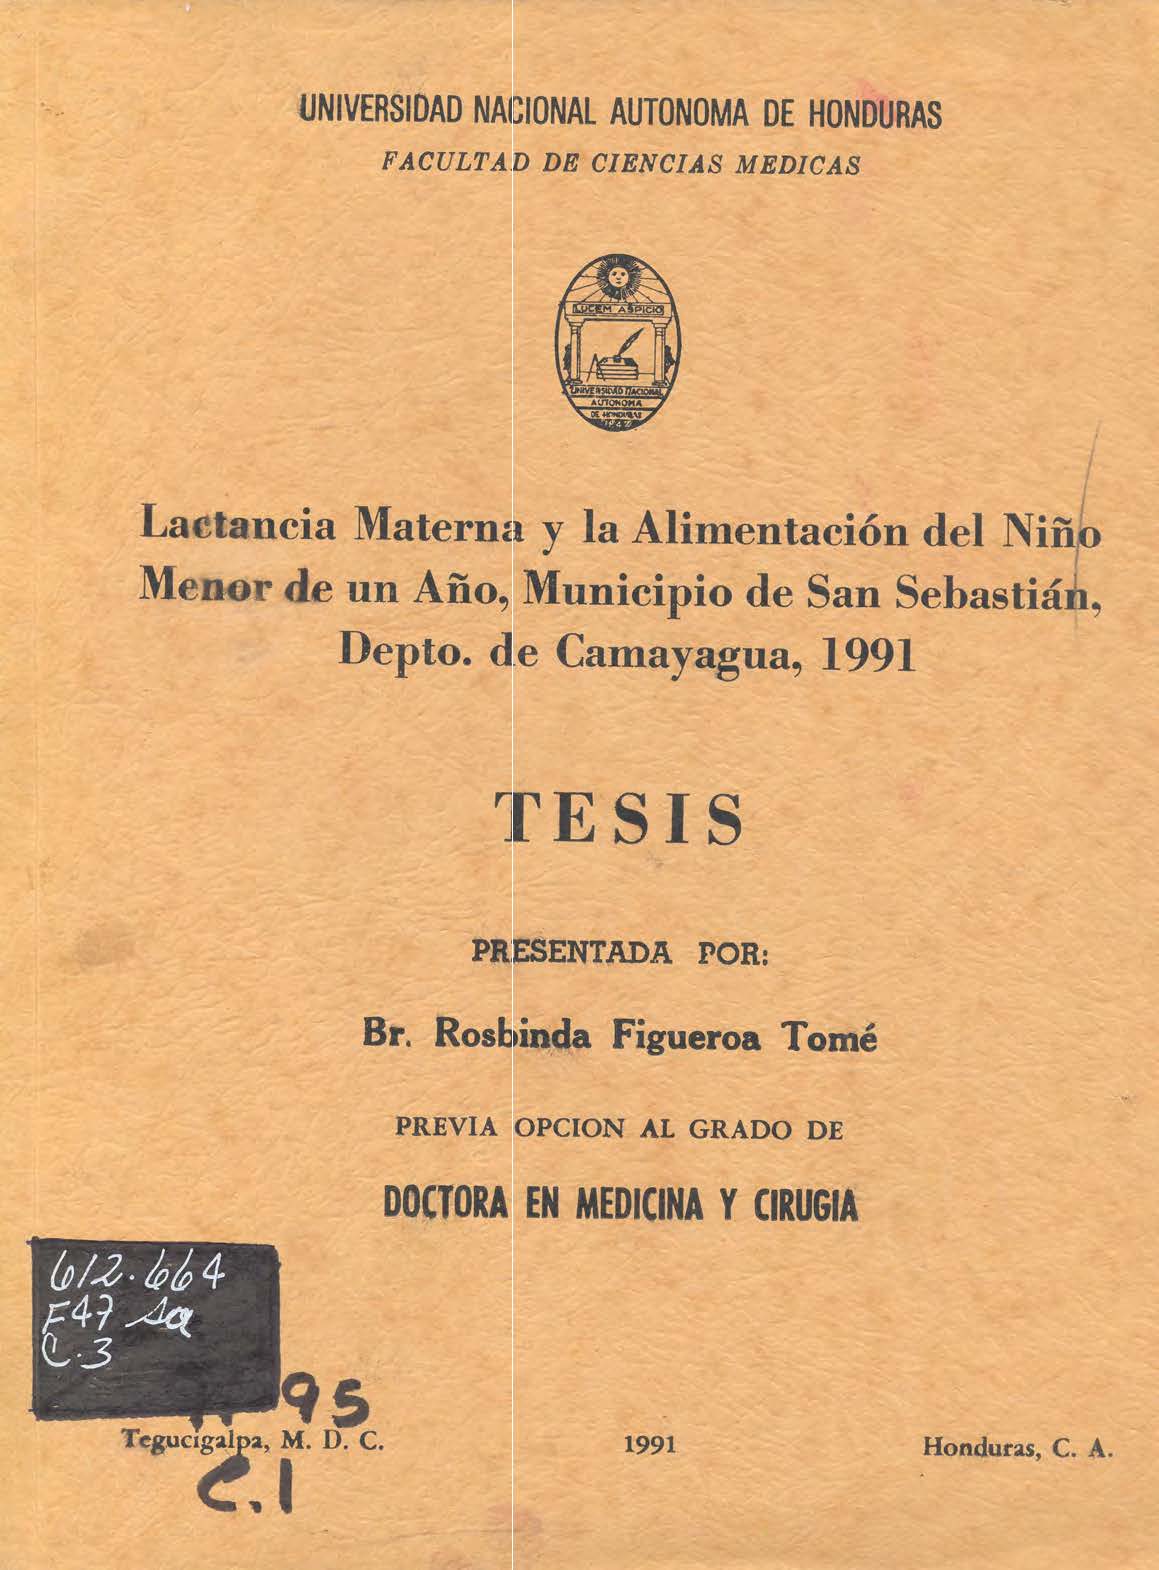 UNIVERSIDAD NACIONAL AUTONOMA DE HONDURAS
FACULTAD DE CIENCIAS MEDICAS
LUCEM ASPICIO
UNIVERSIDAD NACIONAL
AUTONOMA
DE HONDURAS
1847
Lactancia Materna y la Alimentación del Niño
Menor de un Año, Municipio de San Sebastián,
Depto. de Camayagua, 1991
TESIS
PRESENTADA POR:
Br. Rosbinda Figueroa Tomé
PREVIA OPCION AL GRADO DE
DOCTORA EN MEDICINA Y CIRUGIA
612.664
F47 sa
C.3
95
Tegucigalpa, M. D. C. 1991 Honduras, C. A.
C.1